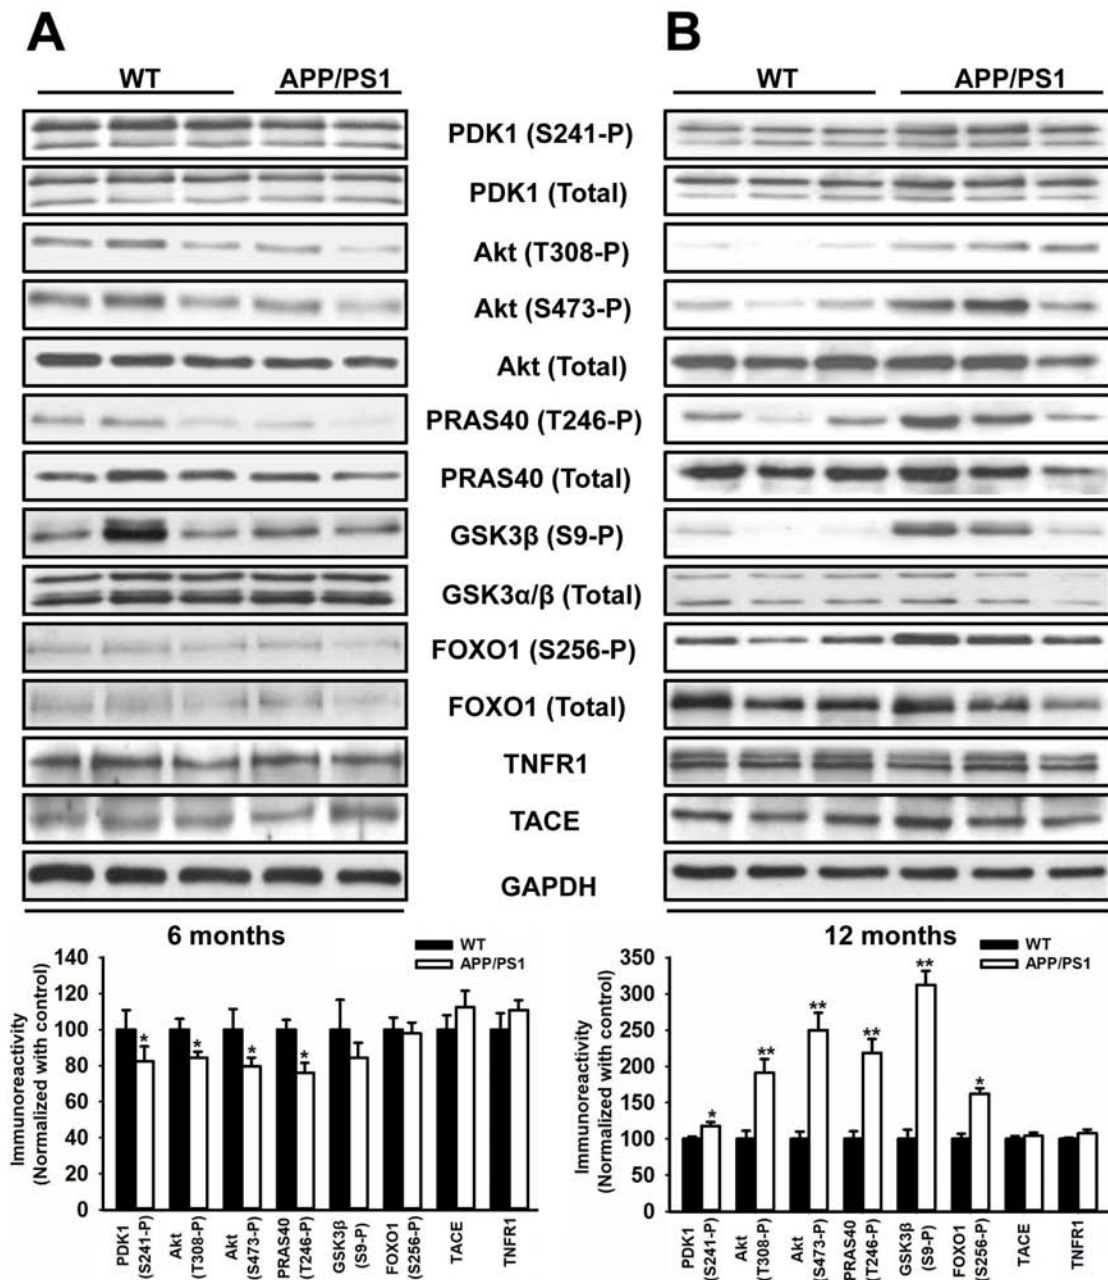 A
B
WT APP/PS1
WT APP/PS1
PDK1 (S241-P)
PDK1 (Total)
Akt (T308-P)
Akt (S473-P)
Akt (Total)
PRAS40 (T246-P)
PRAS40 (Total)
GSK3β (S9-P)
GSK3α/β (Total)
FOXO1 (S256-P)
FOXO1 (Total)
TNFR1
TACE
GAPDH
6 months
WT
APP/PS1
Immunoreactivity
(Normalized with control)
140
120
100
80
60
40
20
0
*
*
*
*
PDK1
(S241-P)
Akt
(T308-P)
Akt
(S473-P)
PRAS40
(T246-P)
GSK3β
(S9-P)
FOXO1
(S256-P)
TACE
TNFR1
12 months
WT
APP/PS1
Immunoreactivity
(Normalized with control)
350
300
250
200
150
100
50
0
*
**
**
**
**
*
PDK1
(S241-P)
Akt
(T308-P)
Akt
(S473-P)
PRAS40
(T246-P)
GSK3β
(S9-P)
FOXO1
(S256-P)
TACE
TNFR1